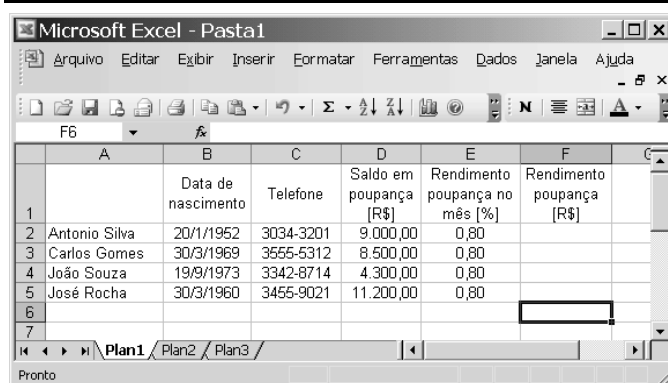 Microsoft Excel - Pasta1
Arquivo Editar Exibir Inserir Formatar Ferramentas Dados Janela Ajuda
N A
F6 fx
A B C D E F G
1 Data de nascimento Telefone Saldo em poupança [R$] Rendimento poupança no mês [%] Rendimento poupança [R$]
2 Antonio Silva 20/1/1952 3034-3201 9.000,00 0,80
3 Carlos Gomes 30/3/1969 3555-5312 8.500,00 0,80
4 João Souza 19/9/1973 3342-8714 4.300,00 0,80
5 José Rocha 30/3/1960 3455-9021 11.200,00 0,80
6
7
Plan1 Plan2 Plan3
Pronto